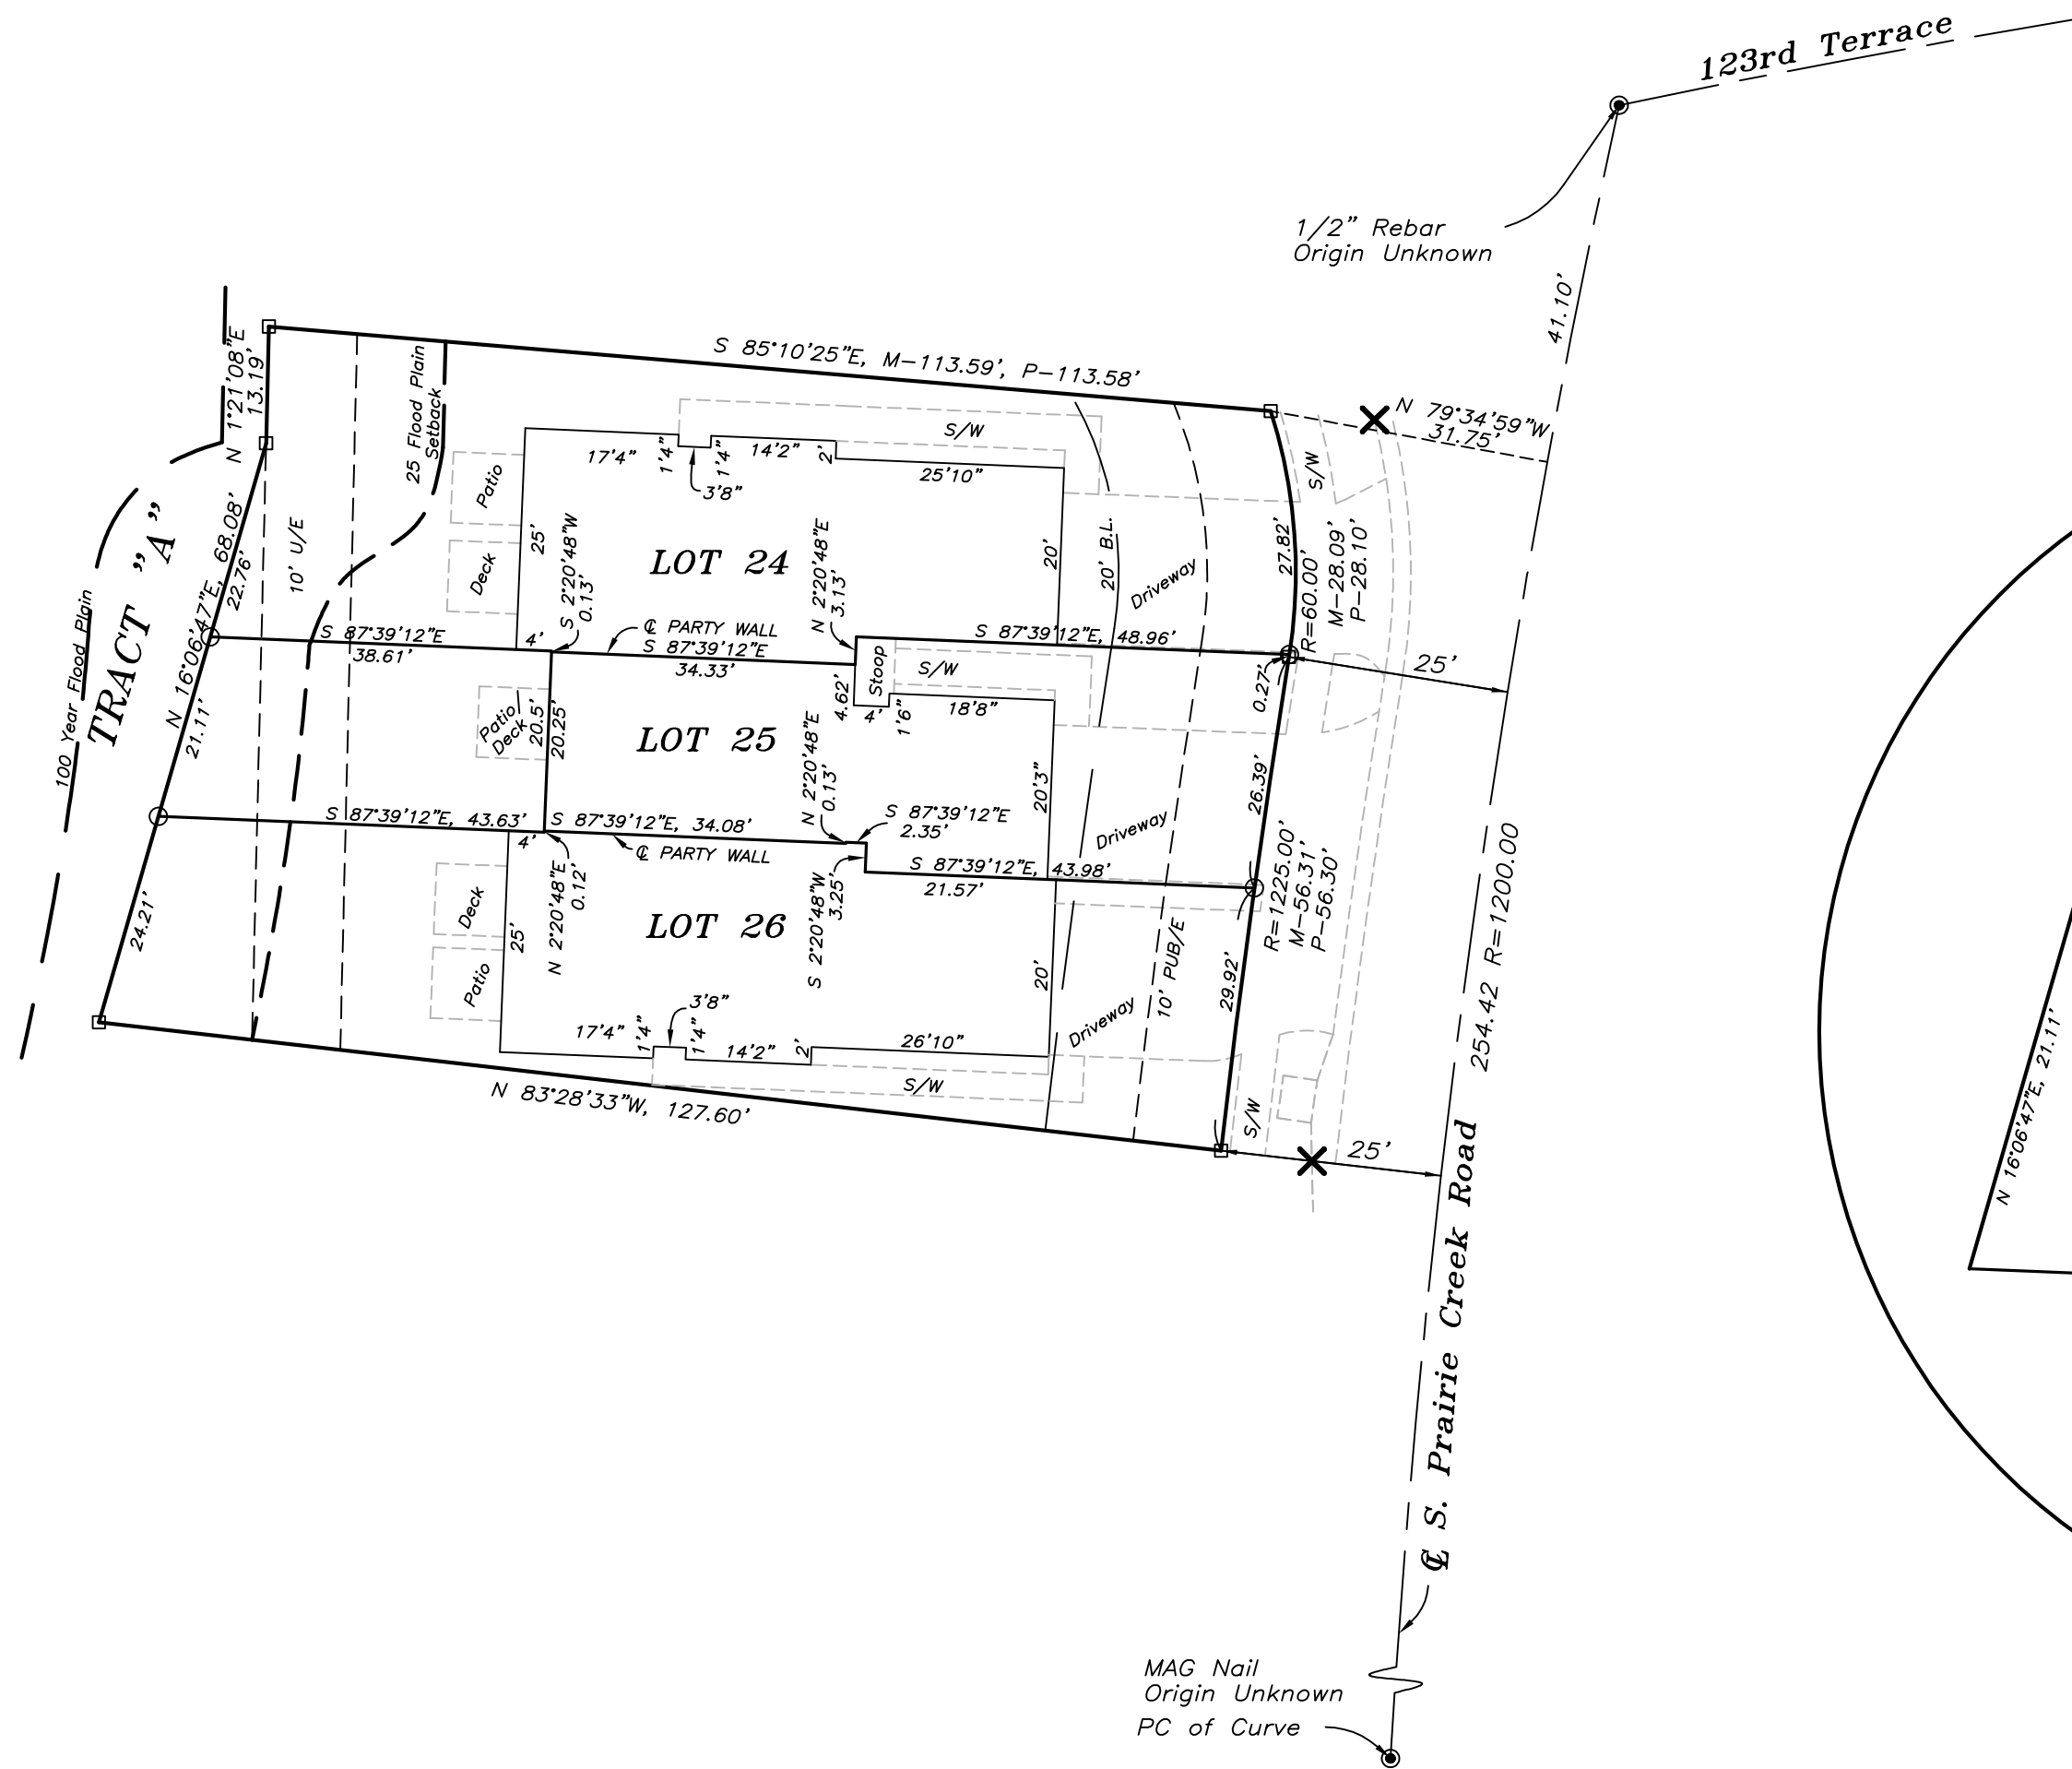 123rd Terrace
1/2" Rebar
Origin Unknown
41.10'
N 79°34'59"W
31.75'
S 85°10'25"E, M-113.59', P-113.58'
N 1°21'08"E
13.19'
25 Flood Plain
Setback
N 16°06'47"E, 68.08'
22.76'
21.11'
24.21'
10' U/E
TRACT "A"
100 Year Flood Plain
Patio
Deck
17'4"
1'4"
3'8"
1'4"
14'2"
2'
25'10"
S/W
25'
LOT 24
20'
20' B.L.
Driveway
S/W
27.82'
R=60.00'
M-28.09'
P-28.10'
S 2°20'48"W
0.13'
N 2°20'48"E
3.13'
S 87°39'12"E
38.61'
4'
℄ PARTY WALL
S 87°39'12"E
34.33'
S 87°39'12"E, 48.96'
Stoop
S/W
4.62'
4'
1'6"
18'8"
0.27'
25'
Patio
Deck
20.5'
20.25'
LOT 25
N 2°20'48"E
0.13'
20'3"
Driveway
26.39'
S 87°39'12"E, 43.63'
4'
S 87°39'12"E, 34.08'
℄ PARTY WALL
S 87°39'12"E
2.35'
S 87°39'12"E, 43.98'
21.57'
R=1225.00'
M-56.31'
P-56.30'
254.42 R=1200.00
Deck
Patio
25'
N 2°20'48"E
0.12'
LOT 26
S 2°20'48"W
3.25'
20'
Driveway
10' PUB/E
29.92'
17'4"
1'4"
3'8"
1'4"
14'2"
2'
26'10"
S/W
S/W
25'
N 83°28'33"W, 127.60'
℄ S. Prairie Creek Road
MAG Nail
Origin Unknown
PC of Curve
N 16°06'47"E, 21.11'